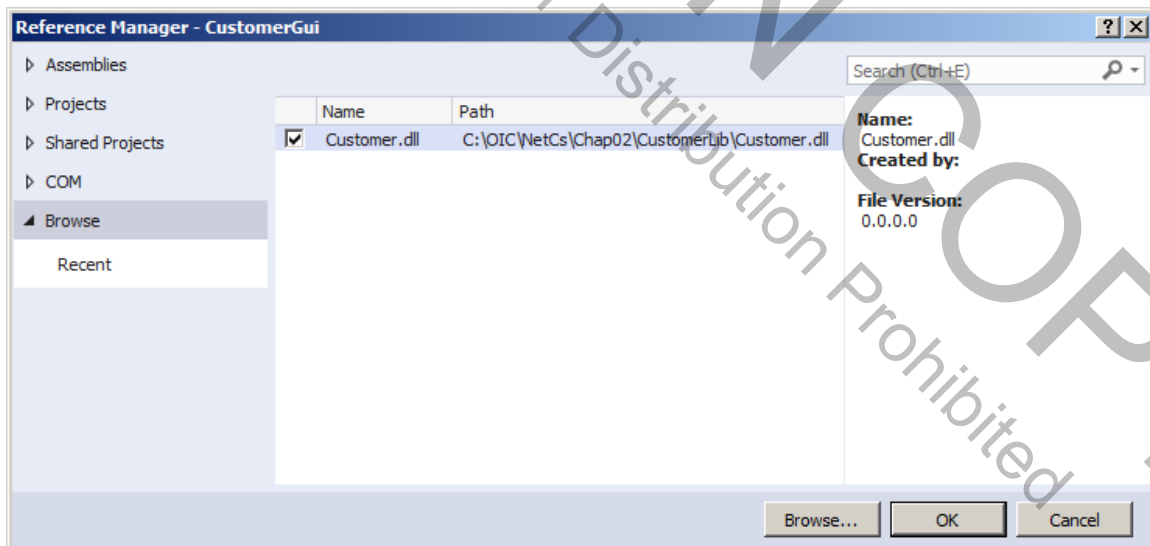 Reference Manager - CustomerGui
? X
Assemblies
Projects
Shared Projects
COM
Browse
Recent
Name Path
Customer.dll C:\OIC\NetCs\Chap02\CustomerLib\Customer.dll
Search (Ctrl+E)
Name:
Customer.dll
Created by:
File Version:
0.0.0.0
Browse... OK Cancel
Distribution Prohibited